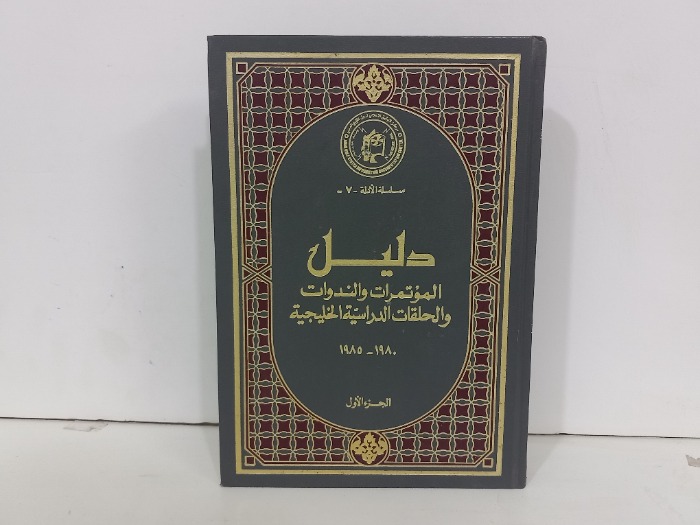 سلسلة الأدلة - ٧ -
دليل
المؤتمرات والندوات
والحلقات الدراسية الخليجية
١٩٨٠ - ١٩٨٥
الجزء الأول